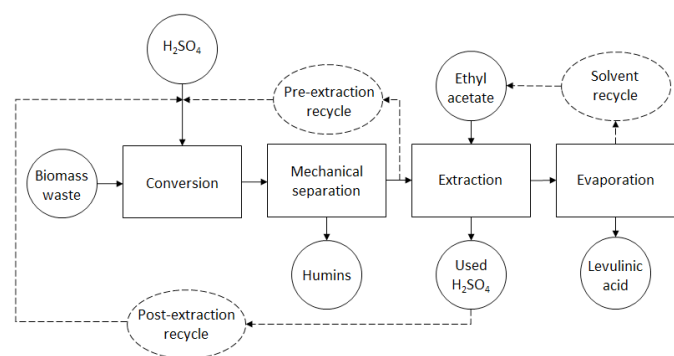 H₂SO₄
Ethyl
acetate
Solvent
recycle
Pre-extraction
recycle
Biomass
waste
Conversion
Mechanical
separation
Extraction
Evaporation
Humins
Used
H₂SO₄
Levulinic
acid
Post-extraction
recycle